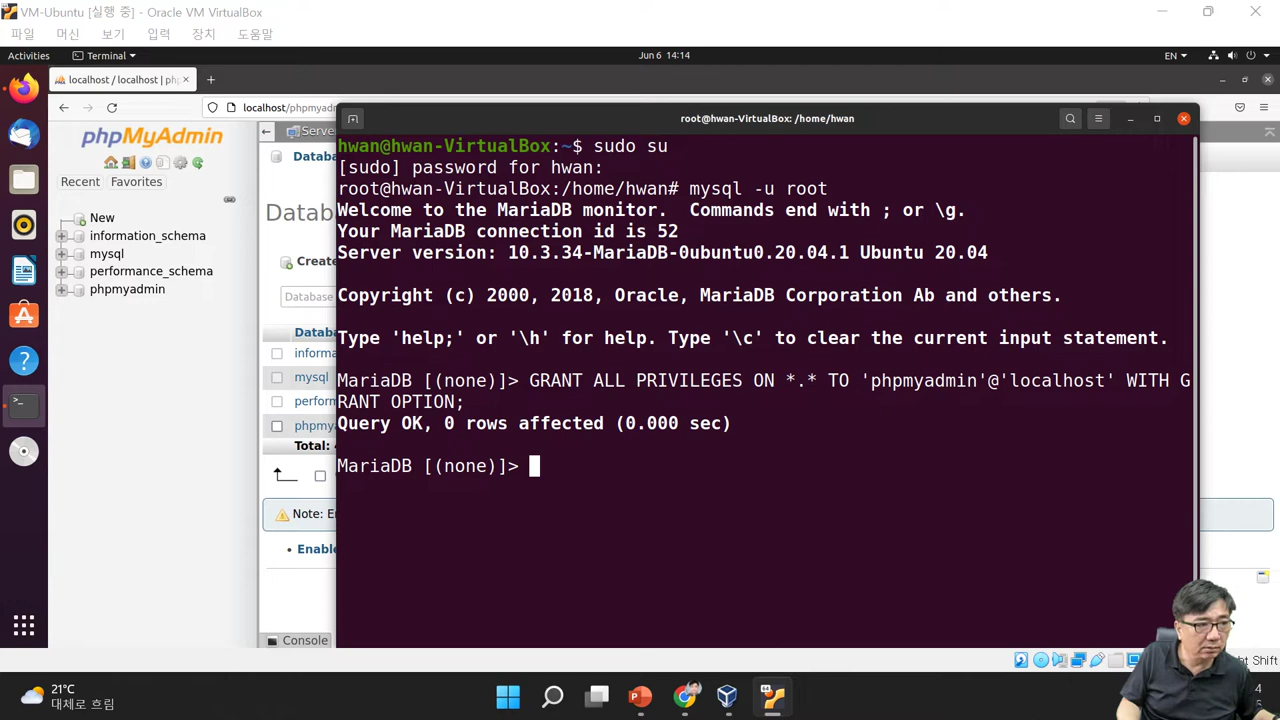 VM-Ubuntu [실행 중] - Oracle VM VirtualBox
파일 머신 보기 입력 장치 도움말
Activities Terminal Jun 6 14:14 EN
localhost / localhost | php
localhost/phpmyadm
root@hwan-VirtualBox: /home/hwan
phpMyAdmin
Recent Favorites
New
information_schema
mysql
performance_schema
phpmyadmin
Server
Databa
Datab
Create
Database
Databa
informa
mysql
perform
phpmya
Total:
Note: E
Enable
Console
hwan@hwan-VirtualBox:~$ sudo su
[sudo] password for hwan:
root@hwan-VirtualBox:/home/hwan# mysql -u root
Welcome to the MariaDB monitor.  Commands end with ; or \g.
Your MariaDB connection id is 52
Server version: 10.3.34-MariaDB-0ubuntu0.20.04.1 Ubuntu 20.04
Copyright (c) 2000, 2018, Oracle, MariaDB Corporation Ab and others.
Type 'help;' or '\h' for help. Type '\c' to clear the current input statement.
MariaDB [(none)]> GRANT ALL PRIVILEGES ON *.* TO 'phpmyadmin'@'localhost' WITH G
RANT OPTION;
Query OK, 0 rows affected (0.000 sec)
MariaDB [(none)]>
ht Shift
21°C
대체로 흐림